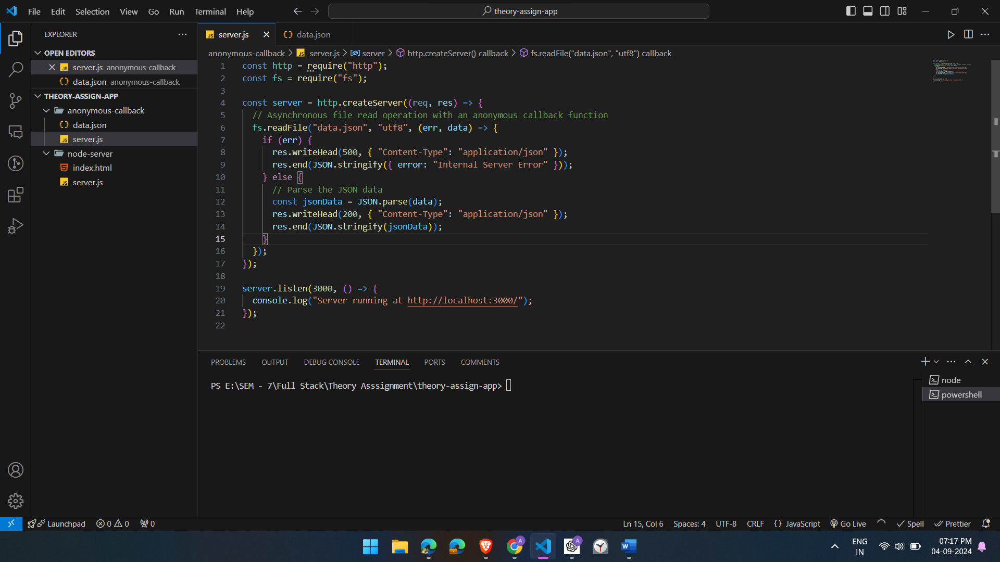 File Edit Selection View Go Run Terminal Help
theory-assign-app
EXPLORER
OPEN EDITORS
server.js anonymous-callback
data.json anonymous-callback
THEORY-ASSIGN-APP
anonymous-callback
data.json
server.js
node-server
index.html
server.js
server.js
data.json
anonymous-callback > server.js > server > http.createServer() callback > fs.readFile("data.json", "utf8") callback
1 const http = require("http");
2 const fs = require("fs");
3
4 const server = http.createServer((req, res) => {
5 // Asynchronous file read operation with an anonymous callback function
6 fs.readFile("data.json", "utf8", (err, data) => {
7 if (err) {
8 res.writeHead(500, { "Content-Type": "application/json" });
9 res.end(JSON.stringify({ error: "Internal Server Error" }));
10 } else {
11 // Parse the JSON data
12 const jsonData = JSON.parse(data);
13 res.writeHead(200, { "Content-Type": "application/json" });
14 res.end(JSON.stringify(jsonData));
15 }
16 });
17 });
18
19 server.listen(3000, () => {
20 console.log("Server running at http://localhost:3000/");
21 });
22
PROBLEMS OUTPUT DEBUG CONSOLE TERMINAL PORTS COMMENTS
PS E:\SEM - 7\Full Stack\Theory Asssignment\theory-assign-app>
node
powershell
Launchpad 0 0 0
Ln 15, Col 6 Spaces: 4 UTF-8 CRLF {} JavaScript Go Live Spell Prettier
ENG
IN
07:17 PM
04-09-2024